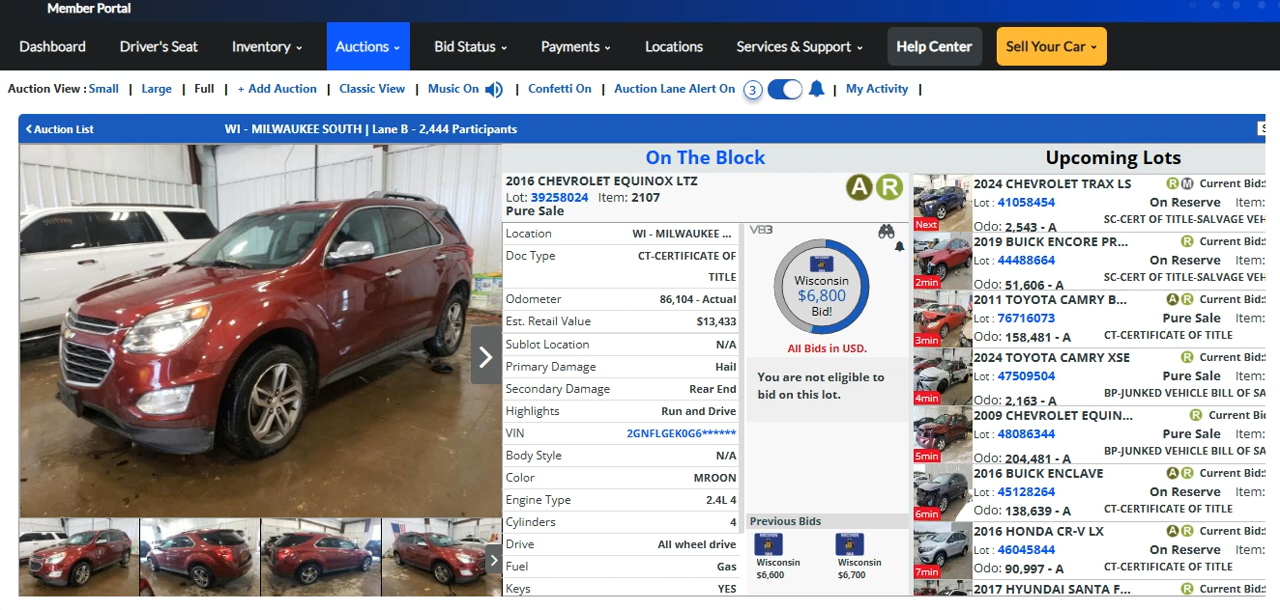 Member Portal
Dashboard Driver's Seat Inventory Auctions Bid Status Payments Locations Services & Support Help Center Sell Your Car
Auction View : Small | Large | Full | + Add Auction | Classic View | Music On | Confetti On | Auction Lane Alert On 3 | My Activity |
Auction List WI - MILWAUKEE SOUTH | Lane B - 2,444 Participants
On The Block
2016 CHEVROLET EQUINOX LTZ
Lot: 39258024 Item: 2107
Pure Sale
A R
Location WI - MILWAUKEE ...
Doc Type CT-CERTIFICATE OF
TITLE
Odometer 86,104 - Actual
Est. Retail Value $13,433
Sublot Location N/A
Primary Damage Hail
Secondary Damage Rear End
Highlights Run and Drive
VIN 2GNFLGEK0G6******
Body Style N/A
Color MROON
Engine Type 2.4L 4
Cylinders 4
Drive All wheel drive
Fuel Gas
Keys YES
VB3
Wisconsin
$6,800
Bid!
All Bids in USD.
You are not eligible to
bid on this lot.
Previous Bids
Wisconsin
$6,600
Wisconsin
$6,700
Upcoming Lots
2024 CHEVROLET TRAX LS R M Current Bid:
Lot : 41058454 On Reserve Item:
SC-CERT OF TITLE-SALVAGE VEH
Next Odo: 2,543 - A
2019 BUICK ENCORE PR... R Current Bid:
Lot : 44488664 On Reserve Item:
SC-CERT OF TITLE-SALVAGE VEH
2min Odo: 51,606 - A
2011 TOYOTA CAMRY B... A R Current Bid:
Lot : 76716073 Pure Sale Item:
3min Odo: 158,481 - A CT-CERTIFICATE OF TITLE
2024 TOYOTA CAMRY XSE R Current Bid:
Lot : 47509504 Pure Sale Item:
BP-JUNKED VEHICLE BILL OF SA
4min Odo: 2,163 - A
2009 CHEVROLET EQUIN... R Current Bid
Lot : 48086344 Pure Sale Item:
BP-JUNKED VEHICLE BILL OF SA
5min Odo: 204,481 - A
2016 BUICK ENCLAVE A R Current Bid:
Lot : 45128264 On Reserve Item:
6min Odo: 138,639 - A CT-CERTIFICATE OF TITLE
2016 HONDA CR-V LX A R Current Bid:
Lot : 46045844 On Reserve Item:
7min Odo: 90,997 - A CT-CERTIFICATE OF TITLE
2017 HYUNDAI SANTA F... R Current Bid: